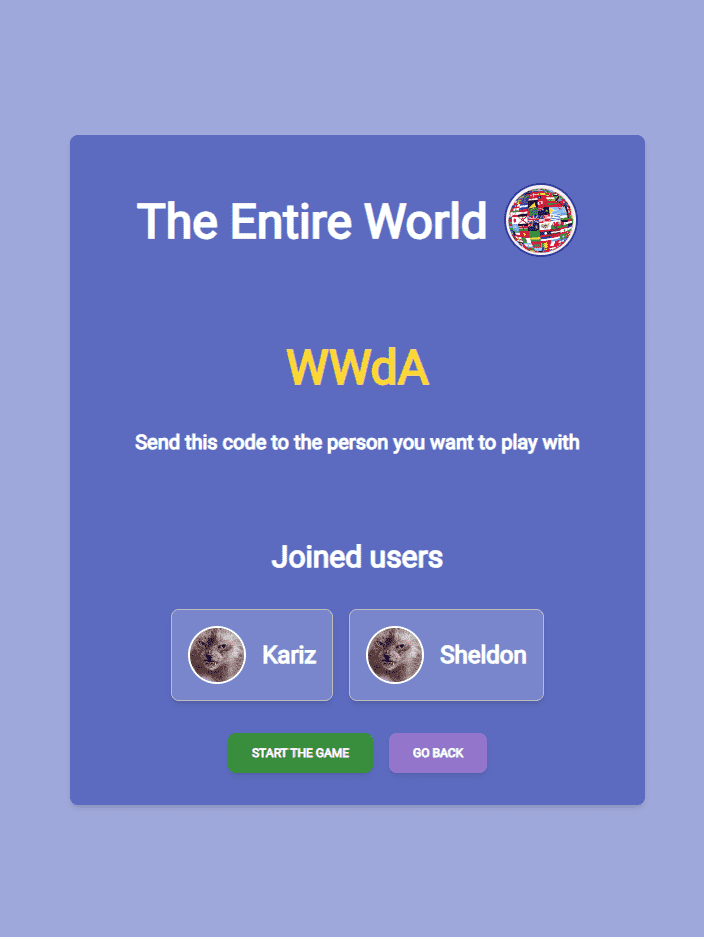 The Entire World
WWdA
Send this code to the person you want to play with
Joined users
Kariz
Sheldon
START THE GAME
GO BACK